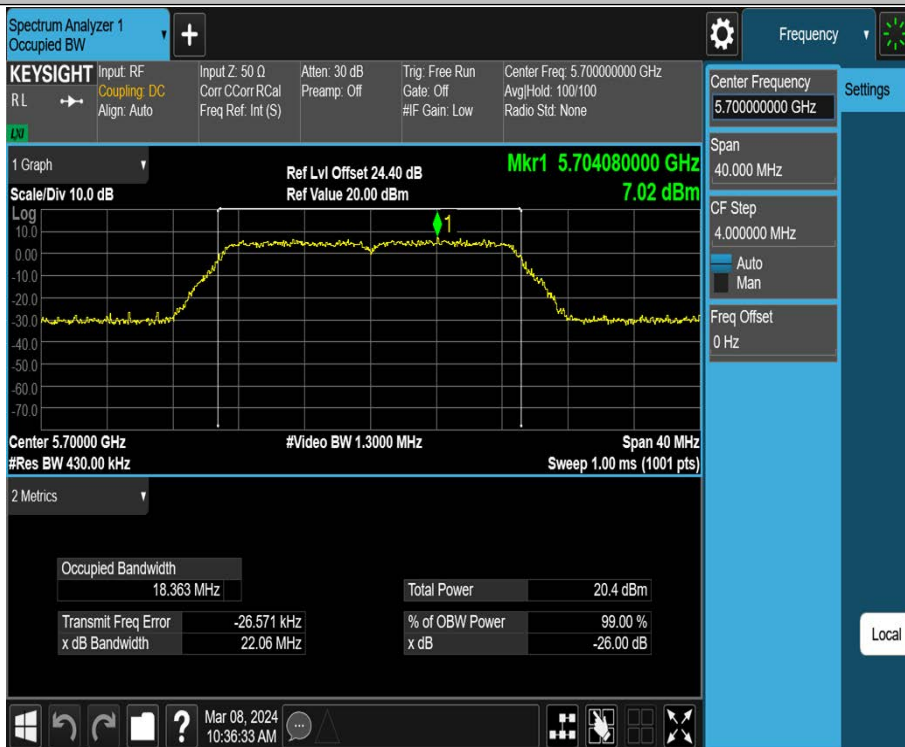 Spectrum Analyzer 1
Occupied BW
+
Frequency
KEYSIGHT
RL
LXI
Input: RF
Coupling: DC
Align: Auto
Input Z: 50 Ω
Corr CCorr RCal
Freq Ref: Int (S)
Atten: 30 dB
Preamp: Off
Trig: Free Run
Gate: Off
#IF Gain: Low
Center Freq: 5.700000000 GHz
Avg|Hold: 100/100
Radio Std: None
Center Frequency
5.700000000 GHz
Settings
Span
40.000 MHz
CF Step
4.000000 MHz
Auto
Man
Freq Offset
0 Hz
Local
1 Graph
Scale/Div 10.0 dB
Ref Lvl Offset 24.40 dB
Ref Value 20.00 dBm
Mkr1 5.704080000 GHz
7.02 dBm
Log
10.0
0.00
-10.0
-20.0
-30.0
-40.0
-50.0
-60.0
-70.0
1
Center 5.70000 GHz
#Video BW 1.3000 MHz
Span 40 MHz
#Res BW 430.00 kHz
Sweep 1.00 ms (1001 pts)
2 Metrics
Occupied Bandwidth
18.363 MHz
Total Power 20.4 dBm
Transmit Freq Error -26.571 kHz
% of OBW Power 99.00 %
x dB Bandwidth 22.06 MHz
x dB -26.00 dB
?
Mar 08, 2024
10:36:33 AM